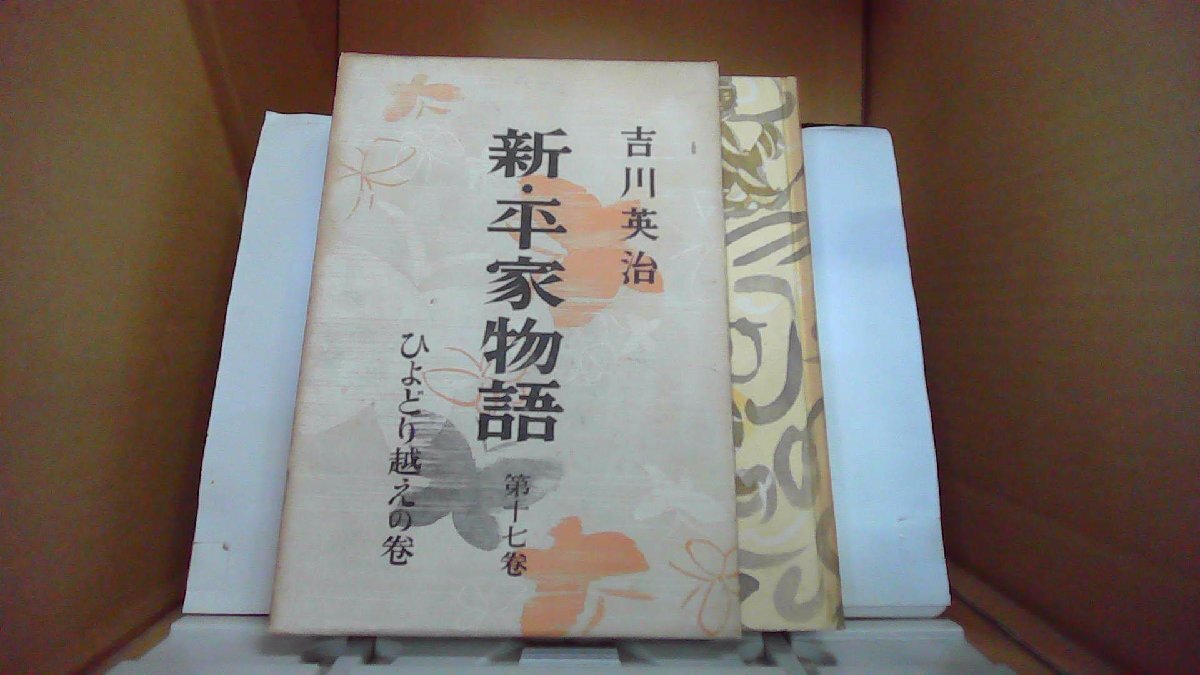 吉川英治
新・平家物語
第十七巻
ひよどり越えの巻